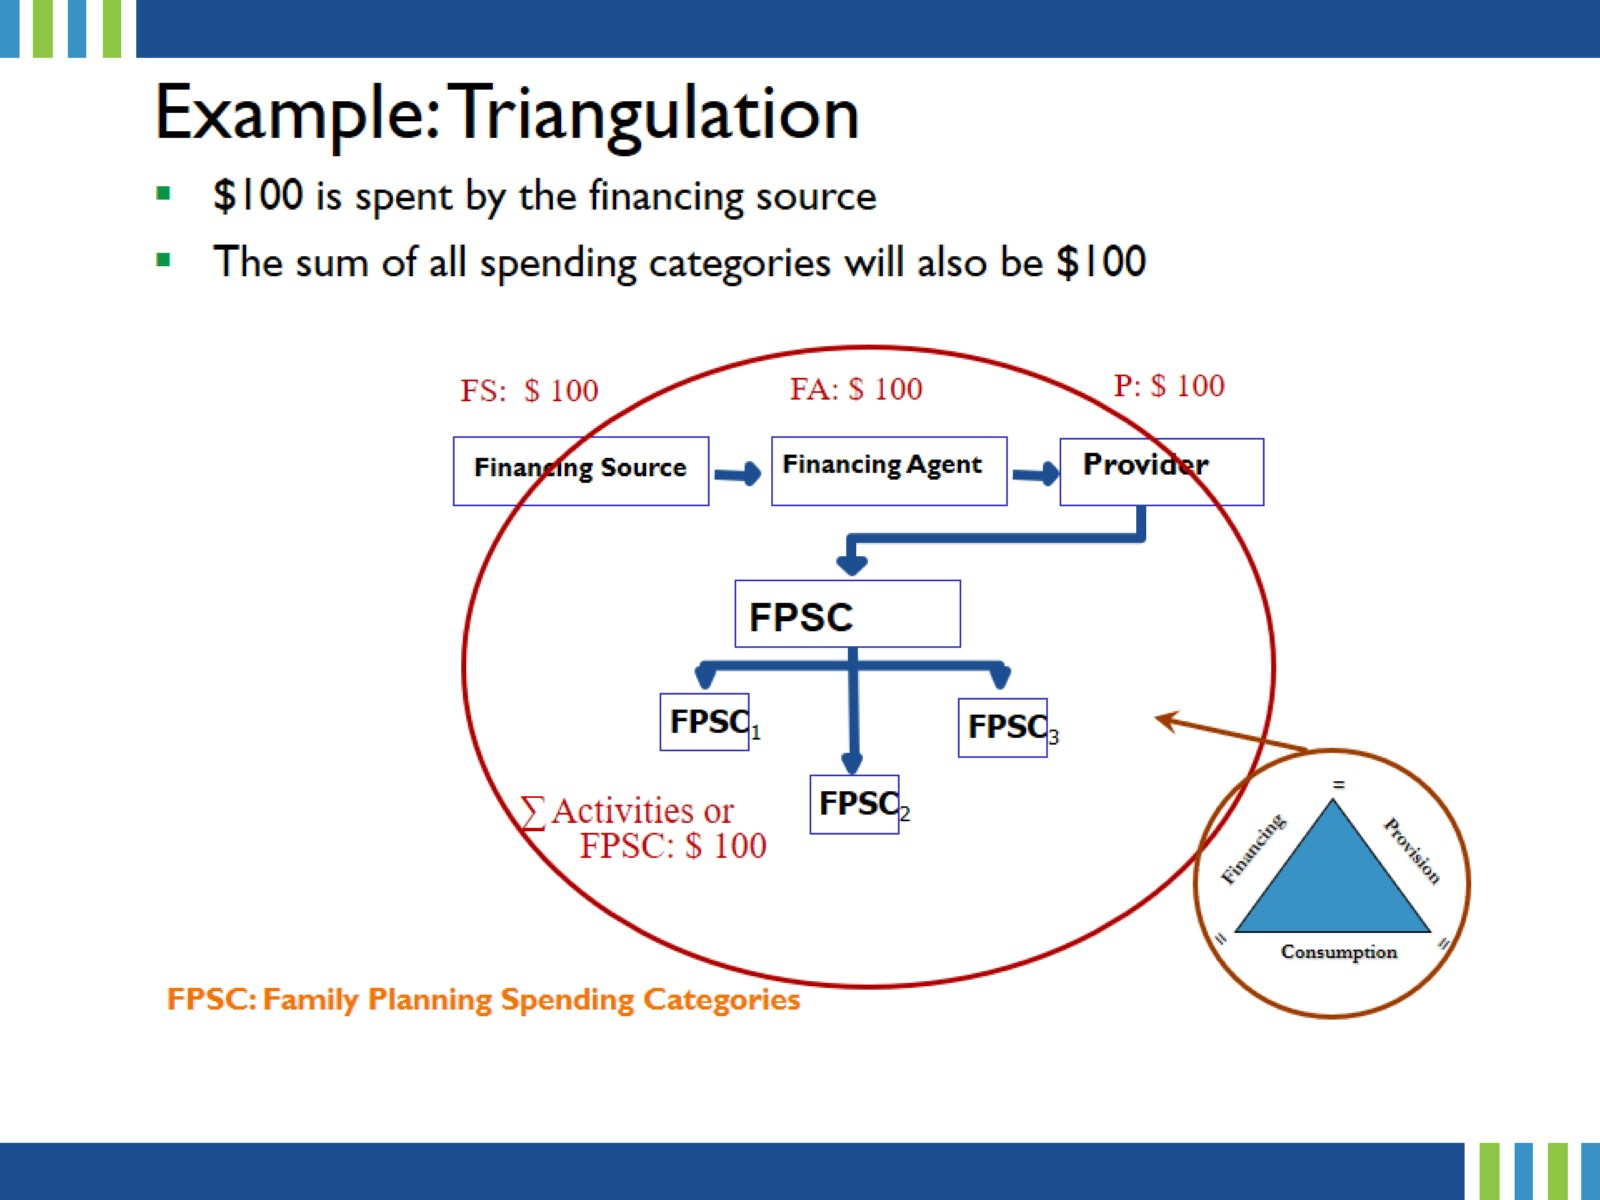 Example: Triangulation
$100 is spent by the financing source
The sum of all spending categories will also be $100
FS: $ 100
FA: $ 100
P: $ 100
Financing Source
Financing Agent
Provider
FPSC
FPSC1
FPSC3
FPSC2
∑ Activities or
FPSC: $ 100
=
Financing
Provision
=
=
Consumption
FPSC: Family Planning Spending Categories